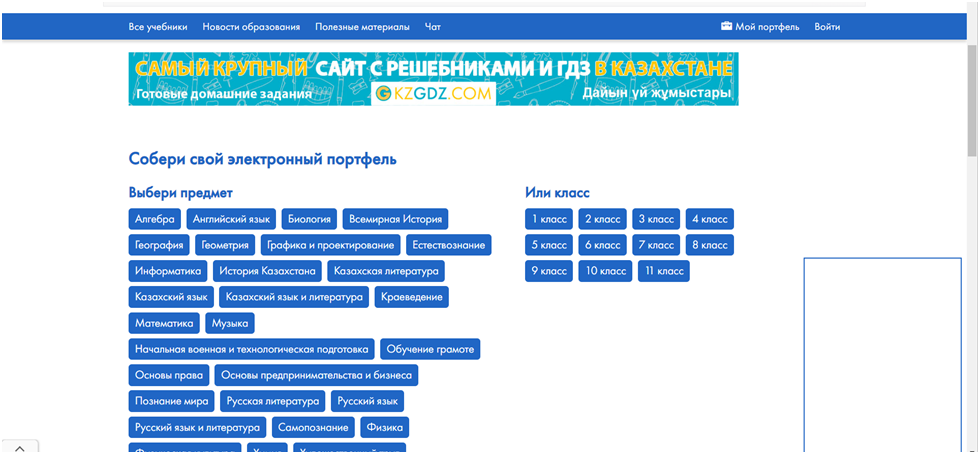 Все учебники Новости образования Полезные материалы Чат Мой портфель Войти
САМЫЙ КРУПНЫЙ САЙТ С РЕШЕБНИКАМИ И ГДЗ В КАЗАХСТАНЕ
Готовые домашние задания KZGDZ.COM Дайын үй жұмыстары
Собери свой электронный портфель
Выбери предмет
Алгебра Английский язык Биология Всемирная История
География Геометрия Графика и проектирование Естествознание
Информатика История Казахстана Казахская литература
Казахский язык Казахский язык и литература Краеведение
Математика Музыка
Начальная военная и технологическая подготовка Обучение грамоте
Основы права Основы предпринимательства и бизнеса
Познание мира Русская литература Русский язык
Русский язык и литература Самопознание Физика
Или класс
1 класс 2 класс 3 класс 4 класс
5 класс 6 класс 7 класс 8 класс
9 класс 10 класс 11 класс